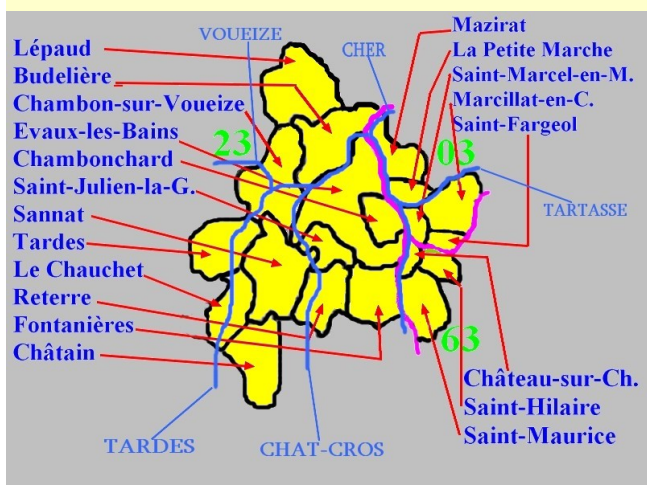 Lépaud
Budelière
Chambon-sur-Voueize
Evaux-les-Bains
Chambonchard
Saint-Julien-la-G.
Sannat
Tardes
Le Chauchet
Reterre
Fontanières
Châtain
VOUEIZE
CHER
23
03
63
TARTASSE
TARDES
CHAT-CROS
Mazirat
La Petite Marche
Saint-Marcel-en-M.
Marcillat-en-C.
Saint-Fargeol
Château-sur-Ch.
Saint-Hilaire
Saint-Maurice